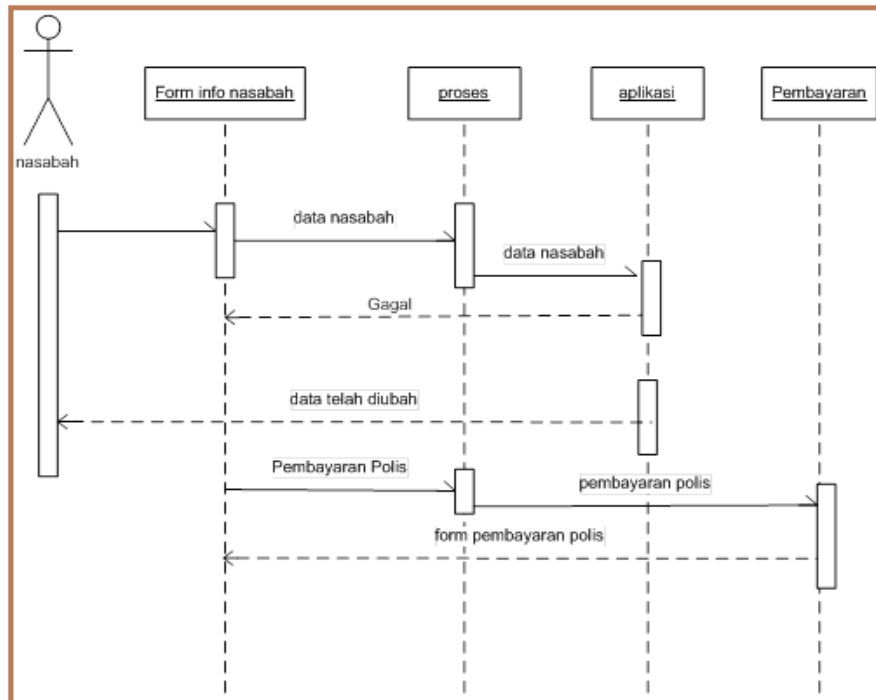 nasabah
Form info nasabah
proses
aplikasi
Pembayaran
data nasabah
data nasabah
Gagal
data telah diubah
Pembayaran Polis
pembayaran polis
form pembayaran polis